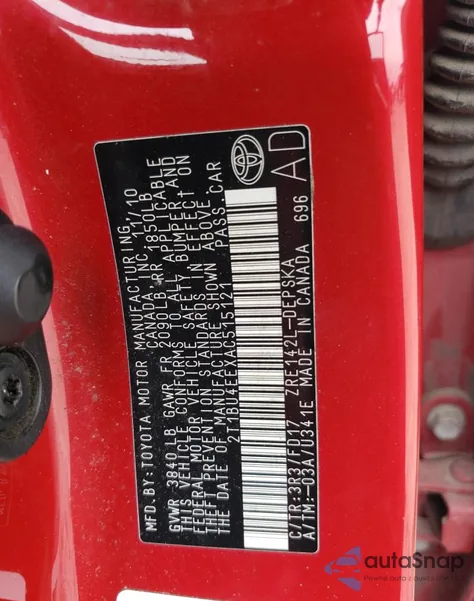 MFD.BY:TOYOTA MOTOR MANUFACTURING
CANADA INC. 11/10
GVWR 3840 LB GAWR FR 2090LB RR 1850LB
THIS VEHICLE CONFORMS TO ALL APPLICABLE
FEDERAL MOTOR VEHICLE SAFETY, BUMPER, AND
THEFT PREVENTION STANDARDS IN EFFECT ON
THE DATE OF MANUFACTURE SHOWN ABOVE.
2T1BU4EEXAC515121 PASS.CAR
C/TR:3R3/FD17 ZRE142L-DEPSKA
A/TM:-03A/U341E MADE IN CANADA 696
AD
autoSnap